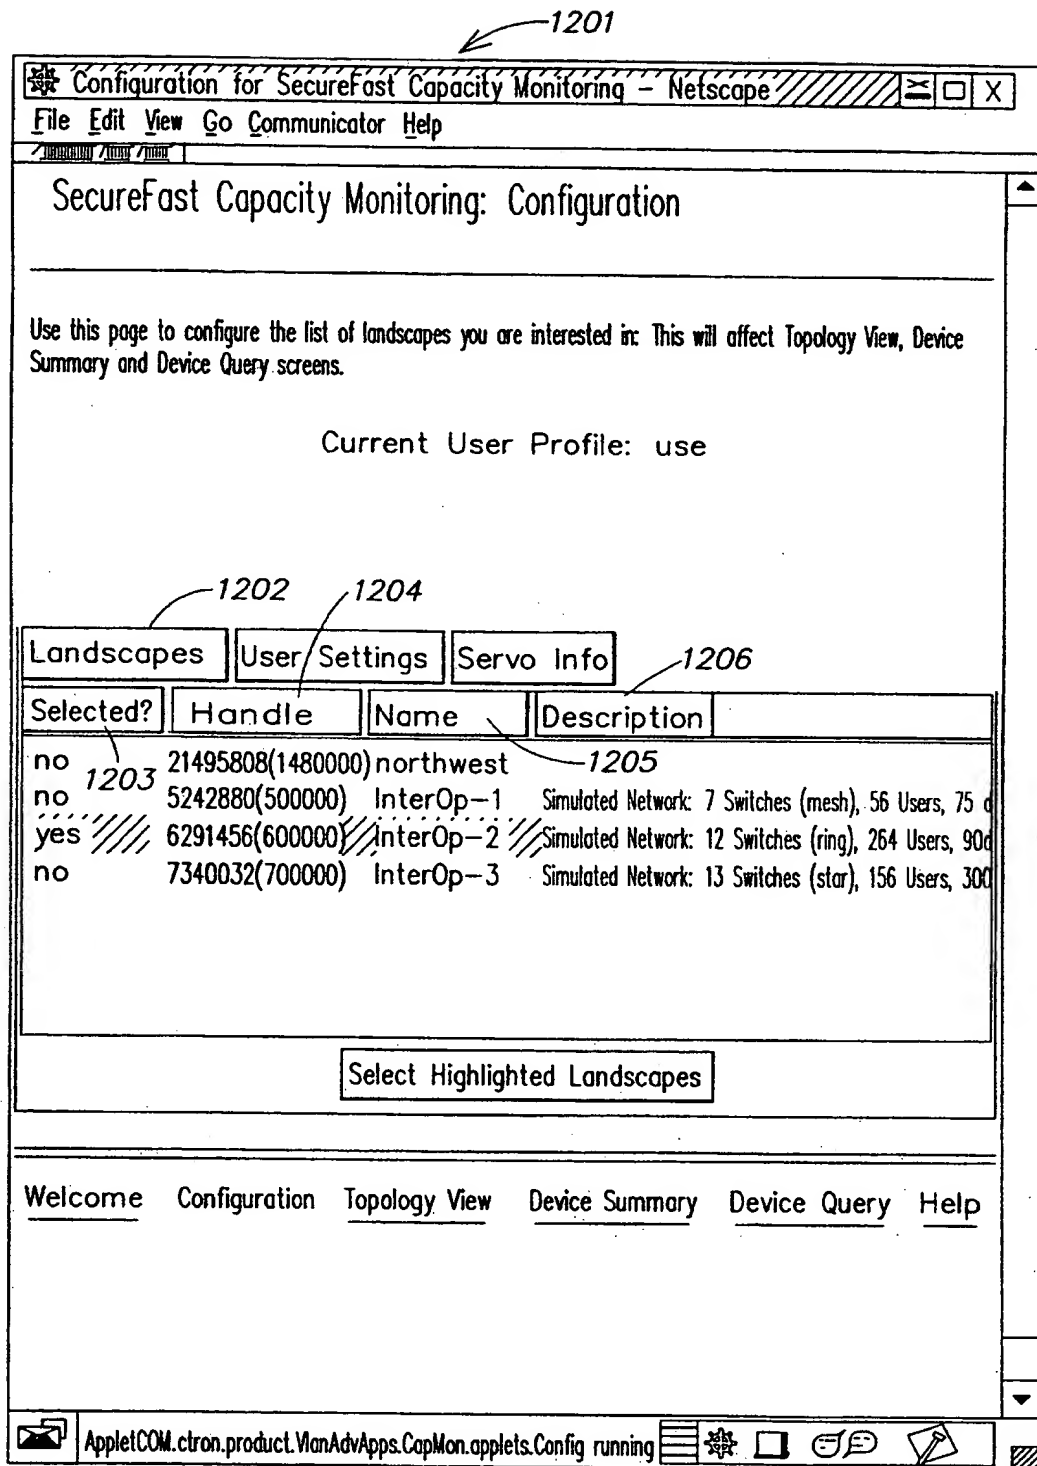 1201
Configuration for SecureFast Capacity Monitoring – Netscape X
File Edit View Go Communicator Help
SecureFast Capacity Monitoring: Configuration
Use this page to configure the list of landscapes you are interested in: This will affect Topology View, Device
Summary and Device Query screens.
Current User Profile: use
1202 1204
Landscapes User Settings Servo Info 1206
Selected? Handle Name Description
no 21495808(1480000) northwest 1205
1203
no 5242880(500000) InterOp–1 Simulated Network: 7 Switches (mesh), 56 Users, 75 d
yes 6291456(600000) InterOp–2 Simulated Network: 12 Switches (ring), 264 Users, 90d
no 7340032(700000) InterOp–3 Simulated Network: 13 Switches (star), 156 Users, 300
Select Highlighted Landscapes
Welcome Configuration Topology View Device Summary Device Query Help
AppletCOM.ctron.product.VlanAdvApps.CapMon.applets.Config running